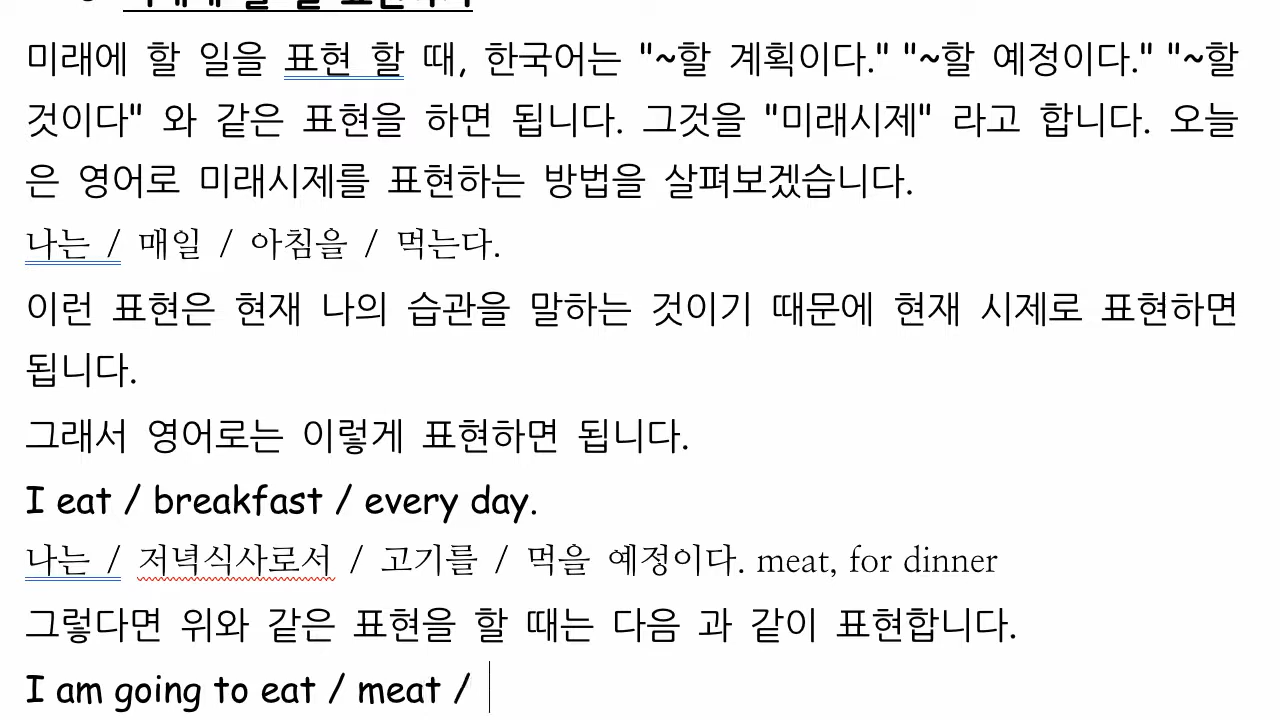 미래에 할 일을 표현 할 때, 한국어는 "~할 계획이다." "~할 예정이다." "~할
것이다" 와 같은 표현을 하면 됩니다. 그것을 "미래시제" 라고 합니다. 오늘
은 영어로 미래시제를 표현하는 방법을 살펴보겠습니다.
나는 / 매일 / 아침을 / 먹는다.
이런 표현은 현재 나의 습관을 말하는 것이기 때문에 현재 시제로 표현하면
됩니다.
그래서 영어로는 이렇게 표현하면 됩니다.
I eat / breakfast / every day.
나는 / 저녁식사로서 / 고기를 / 먹을 예정이다. meat, for dinner
그렇다면 위와 같은 표현을 할 때는 다음 과 같이 표현합니다.
I am going to eat / meat /